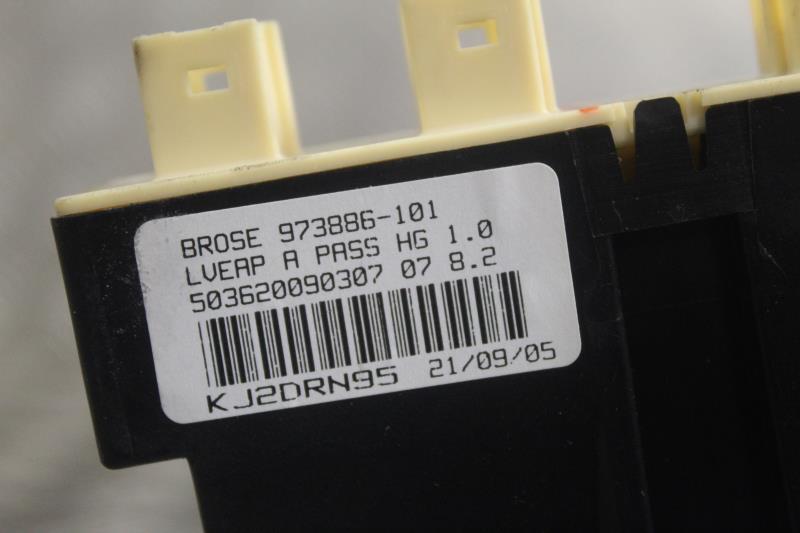 BROSE 973886-101
LVEAP A PASS HG 1.0
503620090307 07 8.2
KJ2DRN95 21/09/05